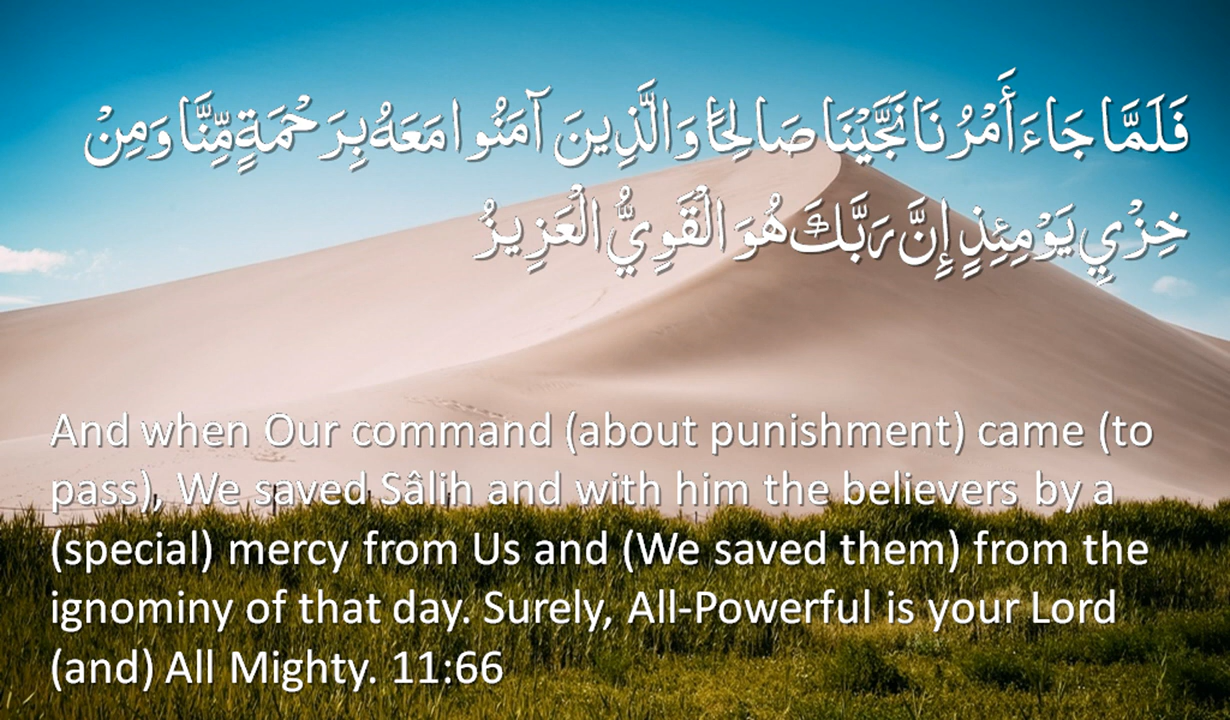 فَلَمَّا جَاءَ أَمْرُنَا نَجَّيْنَا صَالِحًا وَالَّذِينَ آمَنُوا مَعَهُ بِرَحْمَةٍ مِّنَّا وَمِنْ
خِزْيِ يَوْمِئِذٍ إِنَّ رَبَّكَ هُوَ الْقَوِيُّ الْعَزِيزُ
And when Our command (about punishment) came (to
pass), We saved Sâlih and with him the believers by a
(special) mercy from Us and (We saved them) from the
ignominy of that day. Surely, All-Powerful is your Lord
(and) All Mighty. 11:66